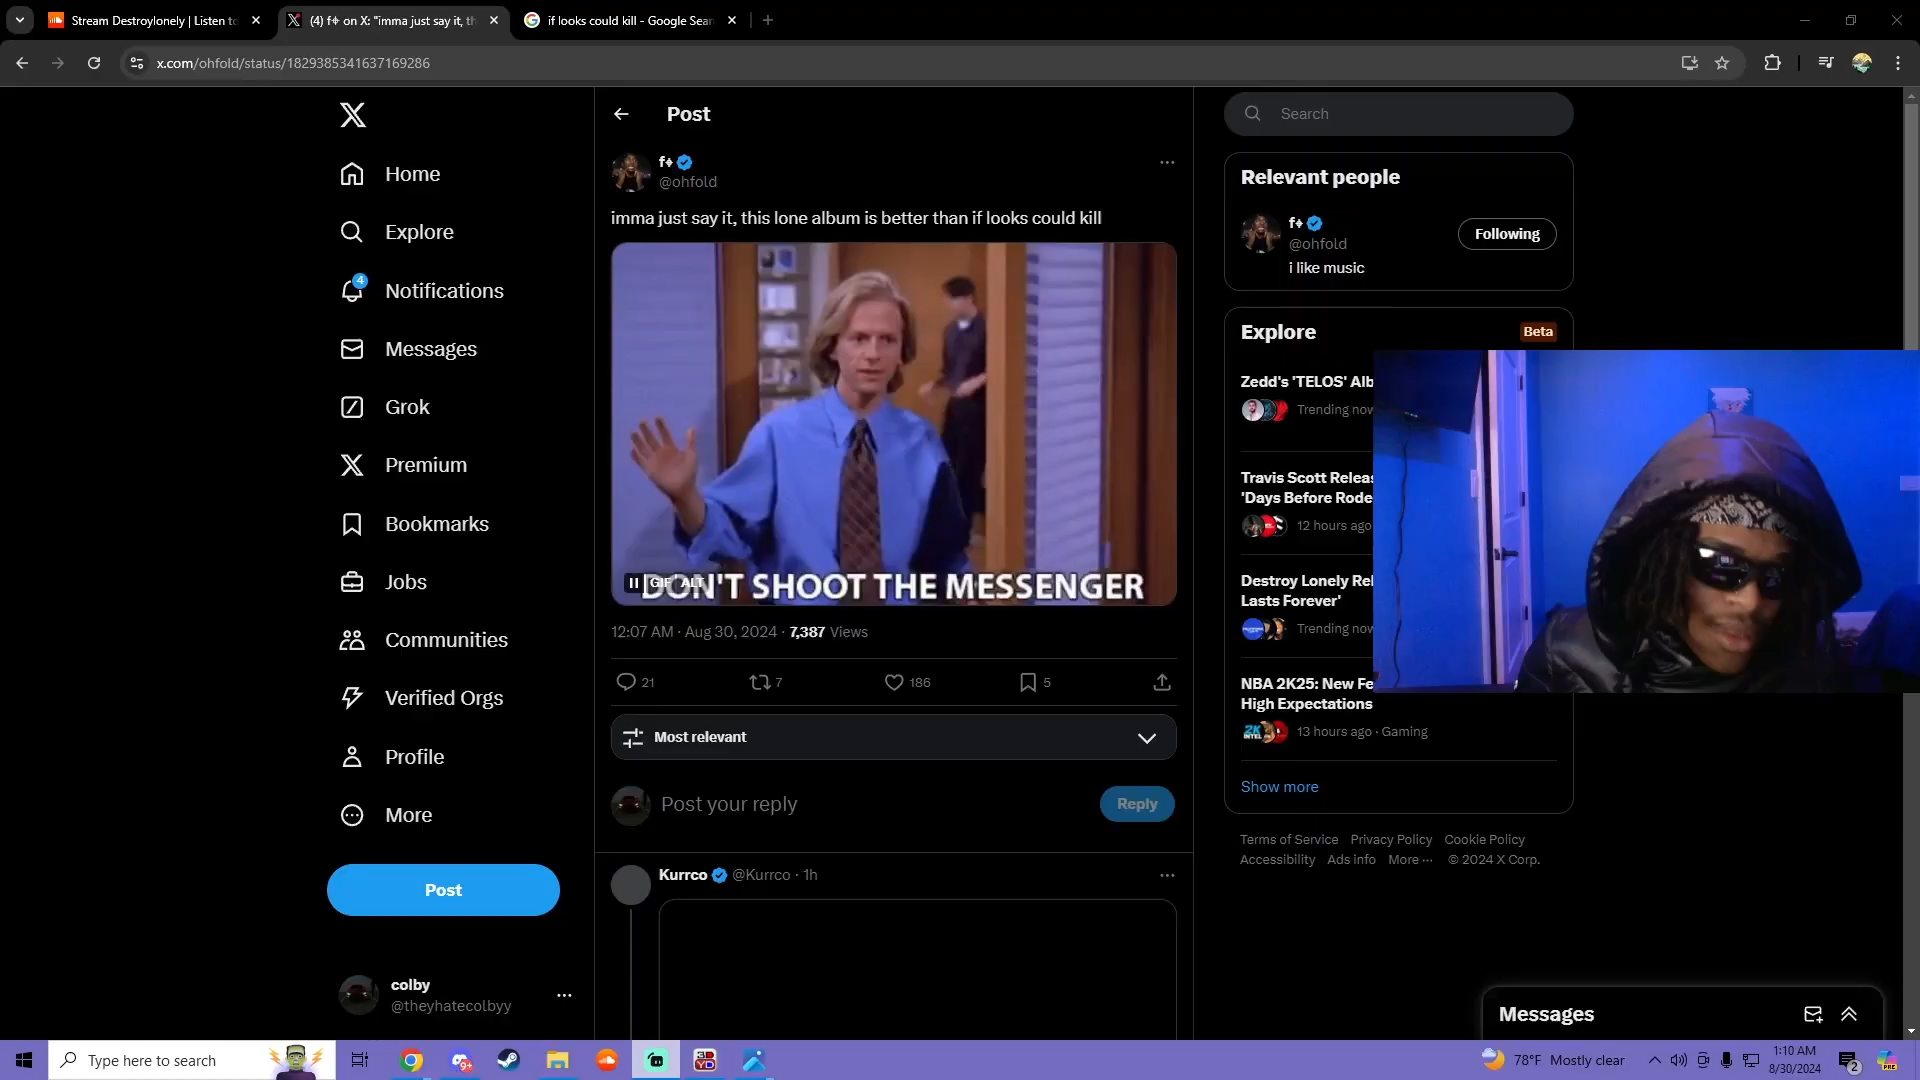 Stream Destroylonely | Listen to
(4) f⌖ on X: "imma just say it, th
if looks could kill - Google Sear
x.com/ohfold/status/1829385341637169286
Home
Explore
4
Notifications
Messages
Grok
Premium
Bookmarks
Jobs
Communities
Verified Orgs
Profile
More
Post
colby
@theyhatecolbyy
Post
@ohfold
imma just say it, this lone album is better than if looks could kill
DON'T SHOOT THE MESSENGER
GIF ALT
12:07 AM · Aug 30, 2024 · 7,387 Views
21 7 186 5
Most relevant
Post your reply
Reply
Kurrco @Kurrco · 1h
Search
Relevant people
@ohfold
Following
i like music
Explore
Beta
Zedd's 'TELOS' Alb
Trending now
Travis Scott Releas
'Days Before Rode
12 hours ago
Destroy Lonely Rel
Lasts Forever'
Trending now
NBA 2K25: New Fe
High Expectations
13 hours ago · Gaming
Show more
Terms of Service Privacy Policy Cookie Policy
Accessibility Ads info More ··· © 2024 X Corp.
Messages
Type here to search
9+
78°F Mostly clear
1:10 AM
8/30/2024
2
PRE